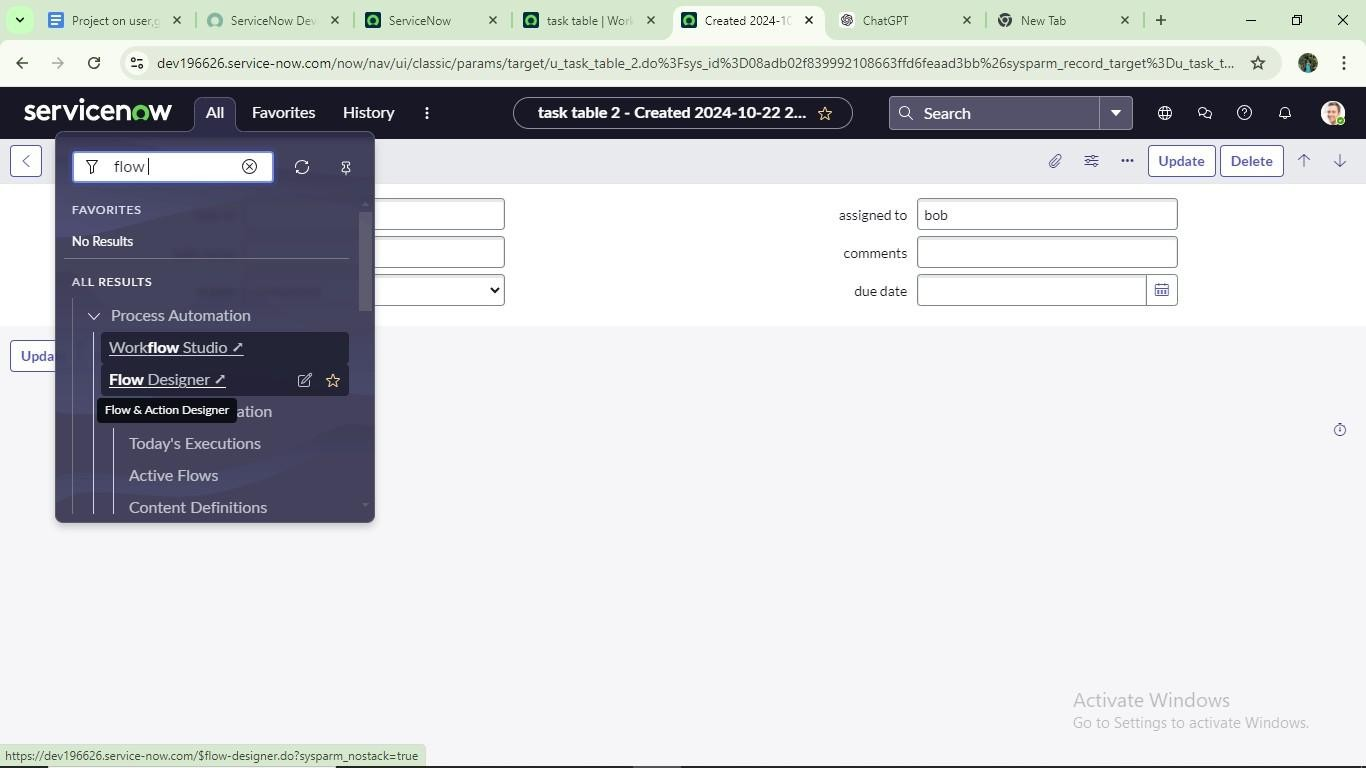 Project on user,g
ServiceNow Dev
ServiceNow
task table | Work
Created 2024-10
ChatGPT
New Tab
dev196626.service-now.com/now/nav/ui/classic/params/target/u_task_table_2.do%3Fsys_id%3D08adb02f839992108663ffd6feaad3bb%26sysparm_record_target%3Du_task_t...
servicenow
All
Favorites
History
task table 2 - Created 2024-10-22 2...
Search
flow
Update
Delete
FAVORITES
No Results
ALL RESULTS
Process Automation
Workflow Studio ↗
Flow Designer ↗
Flow & Action Designer
ation
Today's Executions
Active Flows
Content Definitions
assigned to
bob
comments
due date
Upda
Activate Windows
Go to Settings to activate Windows.
https://dev196626.service-now.com/$flow-designer.do?sysparm_nostack=true